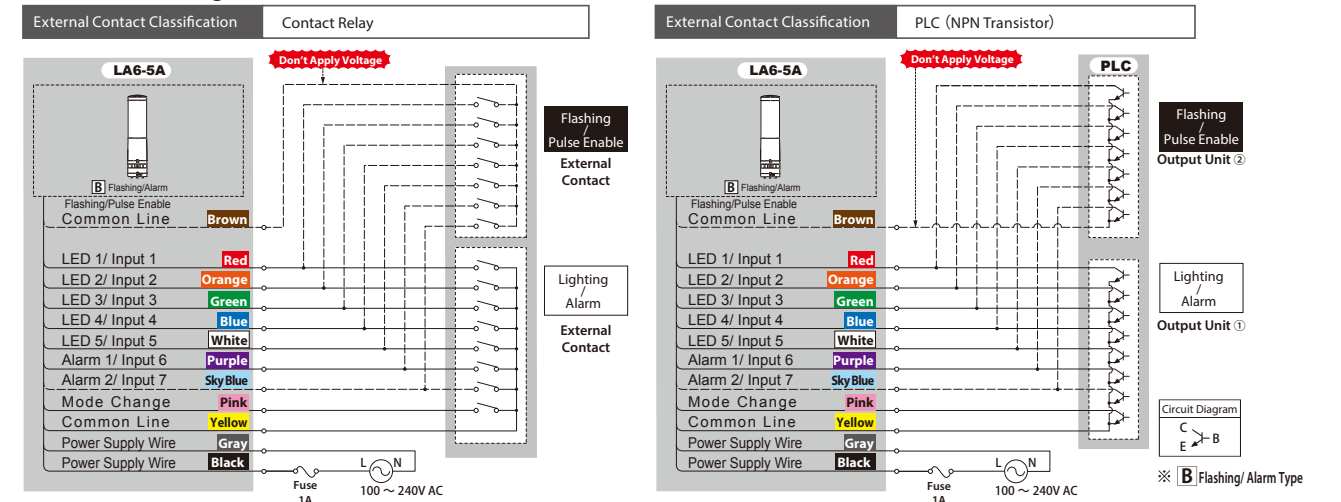 External Contact Classification
Contact Relay
LA6-5A
Don't Apply Voltage
B Flashing/Alarm
Flashing/Pulse Enable
Common Line Brown
LED 1/ Input 1 Red
LED 2/ Input 2 Orange
LED 3/ Input 3 Green
LED 4/ Input 4 Blue
LED 5/ Input 5 White
Alarm 1/ Input 6 Purple
Alarm 2/ Input 7 Sky Blue
Mode Change Pink
Common Line Yellow
Power Supply Wire Gray
Power Supply Wire Black
Fuse
1A
L N
100 ～ 240V AC
Flashing
/
Pulse Enable
External
Contact
Lighting
/
Alarm
External
Contact
External Contact Classification
PLC（NPN Transistor）
LA6-5A
Don't Apply Voltage
PLC
B Flashing/Alarm
Flashing/Pulse Enable
Common Line Brown
LED 1/ Input 1 Red
LED 2/ Input 2 Orange
LED 3/ Input 3 Green
LED 4/ Input 4 Blue
LED 5/ Input 5 White
Alarm 1/ Input 6 Purple
Alarm 2/ Input 7 Sky Blue
Mode Change Pink
Common Line Yellow
Power Supply Wire Gray
Power Supply Wire Black
Fuse
1A
L N
100 ～ 240V AC
Flashing
/
Pulse Enable
Output Unit ②
Lighting
/
Alarm
Output Unit ①
Circuit Diagram
C
B
E
※ B Flashing/ Alarm Type